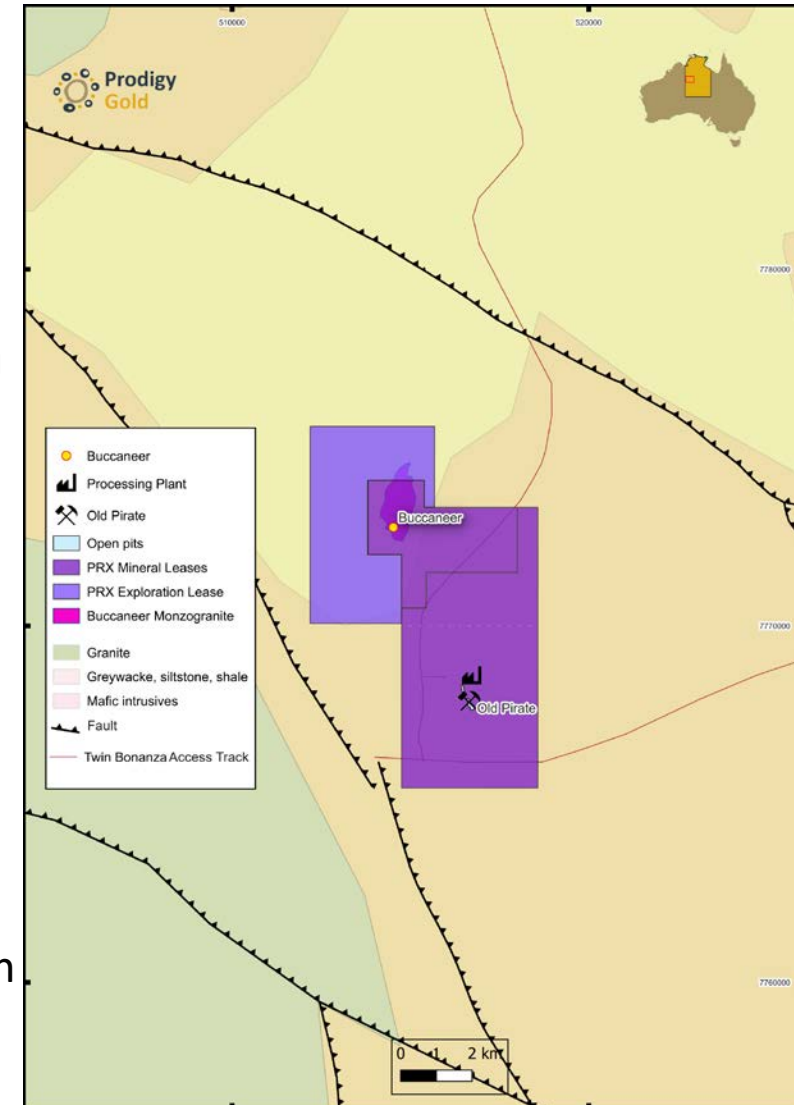 510000
520000
Prodigy
Gold
7780000
Buccaneer
Processing Plant
Old Pirate
Open pits
PRX Mineral Leases
PRX Exploration Lease
Buccaneer Monzogranite
Granite
Greywacke, siltstone, shale
Mafic intrusives
Fault
Twin Bonanza Access Track
Buccaneer
7770000
Old Pirate
7760000
0 1 2 km